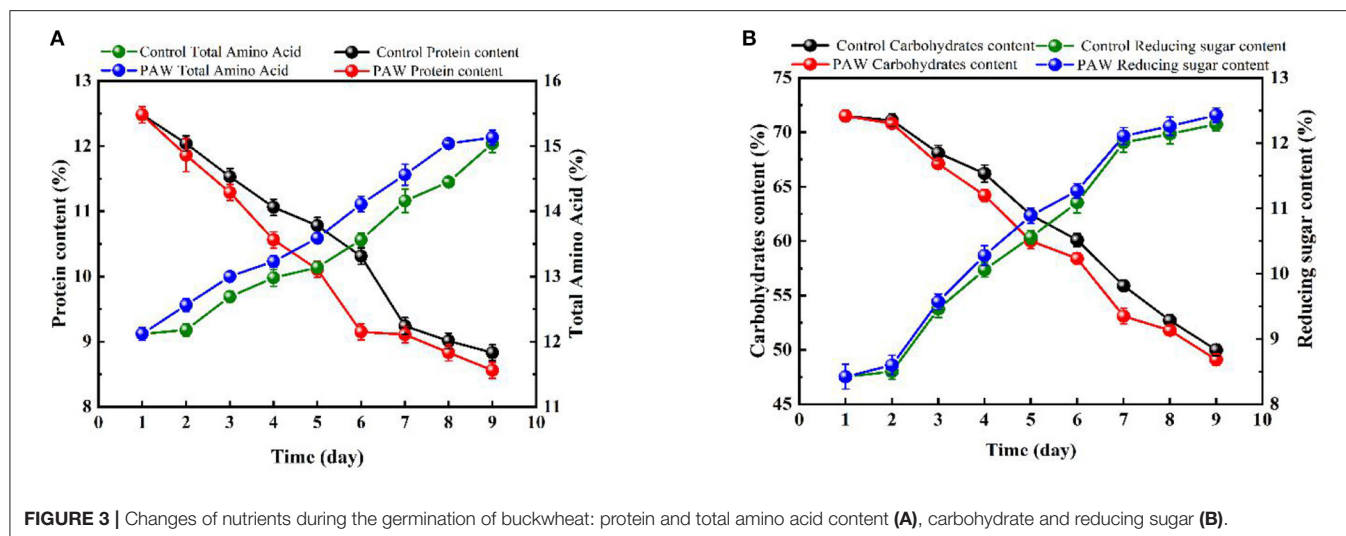 A
Control Total Amino Acid Control Protein content
PAW Total Amino Acid PAW Protein content
13
12
11
10
9
8
Protein content (%)
16
15
14
13
12
11
Total Amino Acid (%)
0 1 2 3 4 5 6 7 8 9 10
Time (day)
B
Control Carbohydrates content Control Reducing sugar content
PAW Carbohydrates content PAW Reducing sugar content
75
70
65
60
55
50
45
Carbohydrates content (%)
13
12
11
10
9
8
Reducing sugar content (%)
0 1 2 3 4 5 6 7 8 9 10
Time (day)
FIGURE 3 | Changes of nutrients during the germination of buckwheat: protein and total amino acid content (A), carbohydrate and reducing sugar (B).